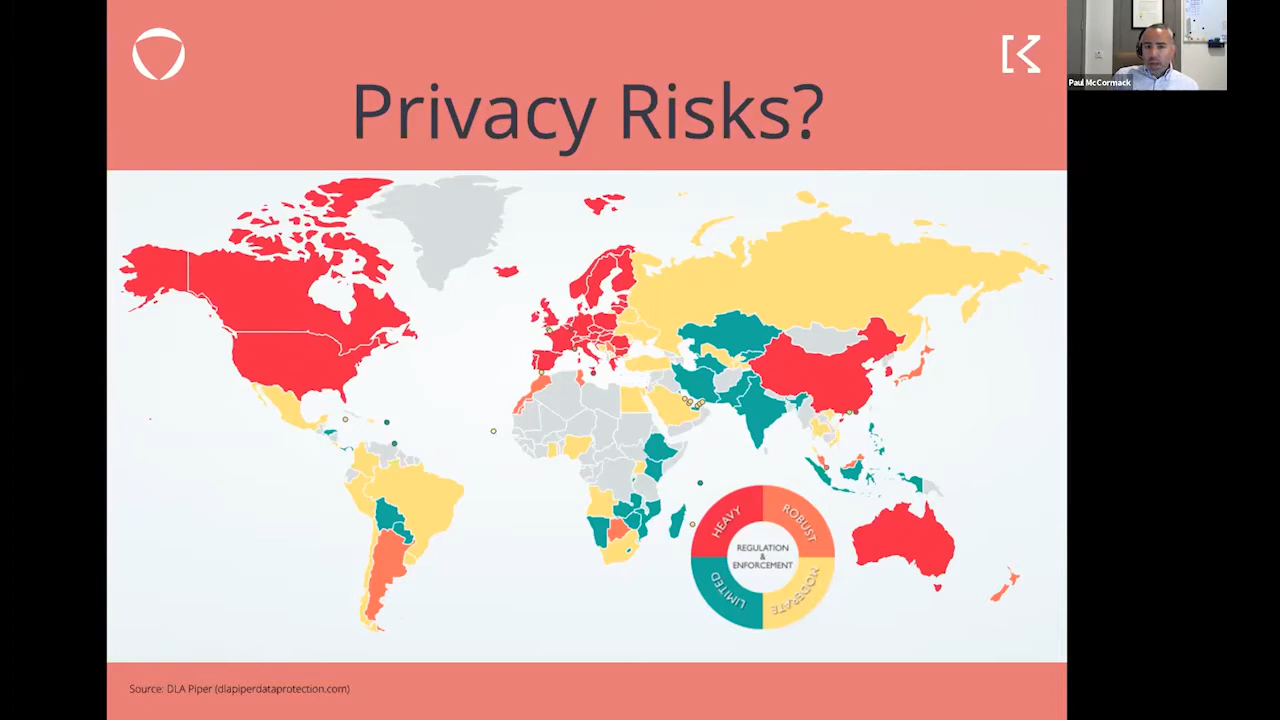 Privacy Risks?
Paul McCormack
HEAVY
ROBUST
REGULATION
&
ENFORCEMENT
LIMITED
MODERATE
Source: DLA Piper (dlapiperdataprotection.com)